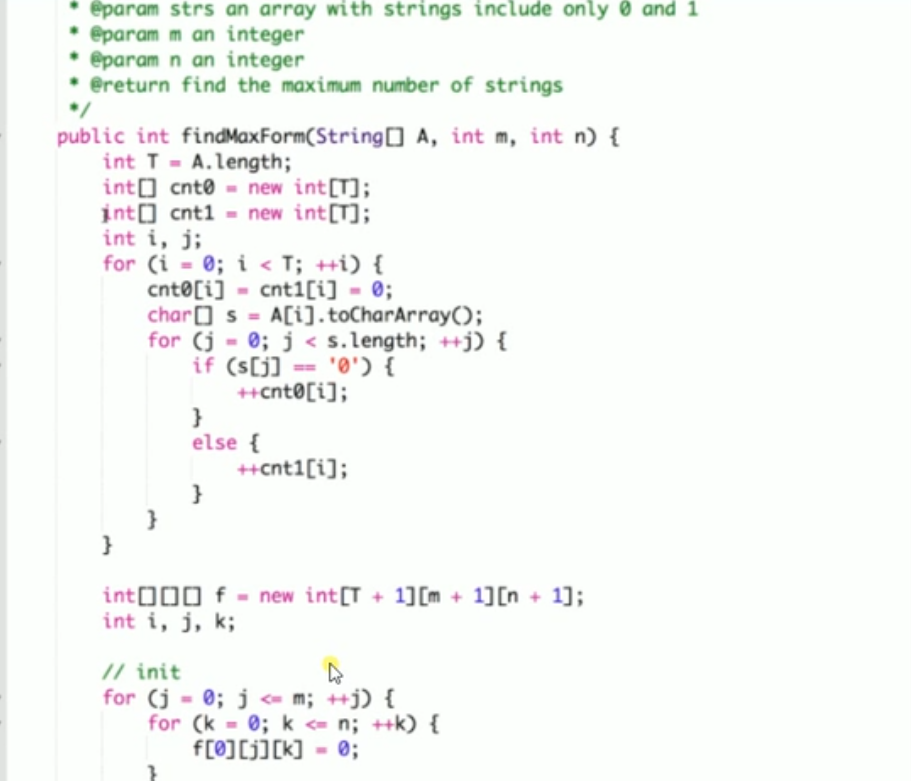 * @param strs an array with strings include only 0 and 1
* @param m an integer
* @param n an integer
* @return find the maximum number of strings
*/
public int findMaxForm(String[] A, int m, int n) {
int T = A.length;
int[] cnt0 = new int[T];
int[] cnt1 = new int[T];
int i, j;
for (i = 0; i < T; ++i) {
cnt0[i] = cnt1[i] = 0;
char[] s = A[i].toCharArray();
for (j = 0; j < s.length; ++j) {
if (s[j] == '0') {
++cnt0[i];
}
else {
++cnt1[i];
}
}
}
int[][][] f = new int[T + 1][m + 1][n + 1];
int i, j, k;
// init
for (j = 0; j <= m; ++j) {
for (k = 0; k <= n; ++k) {
f[0][j][k] = 0;
}